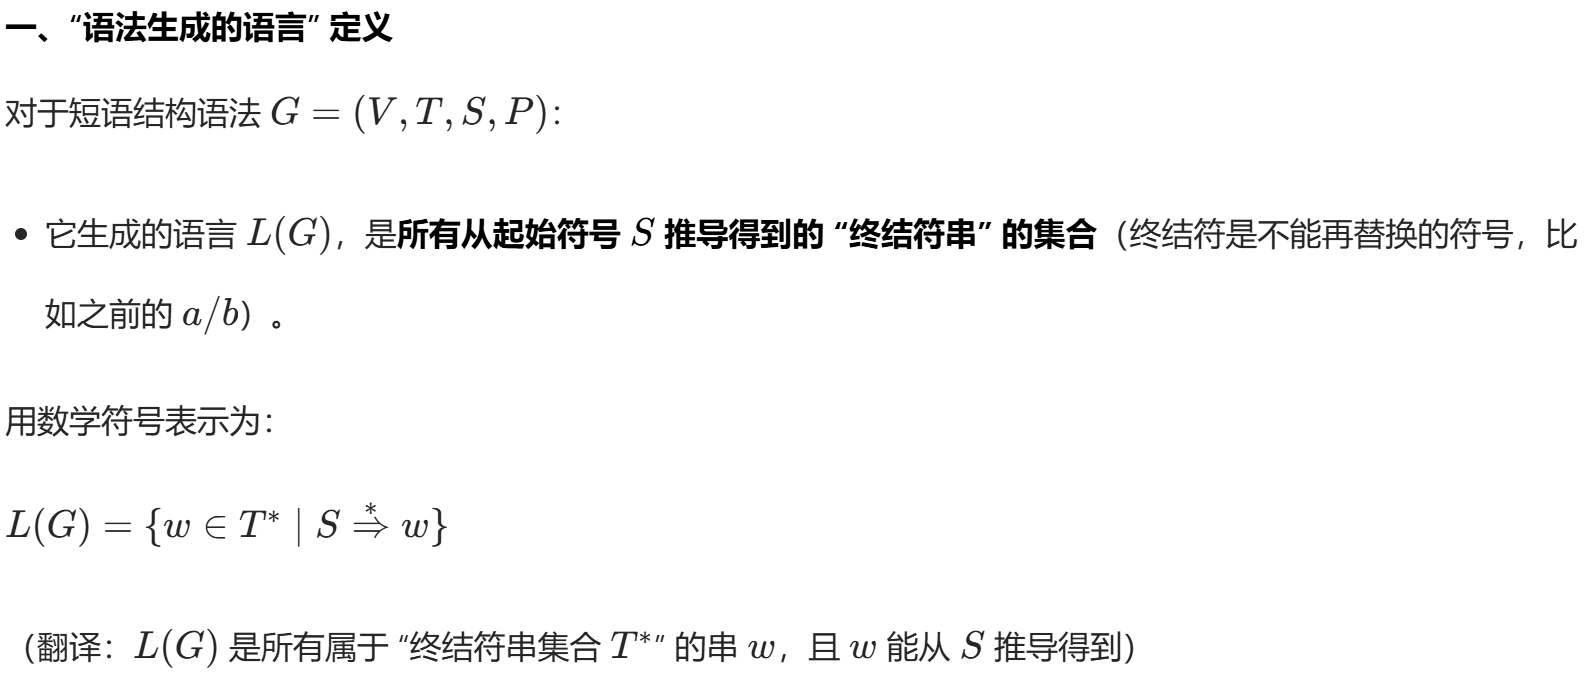 一、“语法生成的语言” 定义
对于短语结构语法 G = (V, T, S, P)：
• 它生成的语言 L(G)，是所有从起始符号 S 推导得到的 “终结符串” 的集合（终结符是不能再替换的符号，比
如之前的 a/b）。
用数学符号表示为：
L(G) = {w ∈ T* | S ⇒* w}
（翻译：L(G) 是所有属于 “终结符串集合 T*” 的串 w，且 w 能从 S 推导得到）